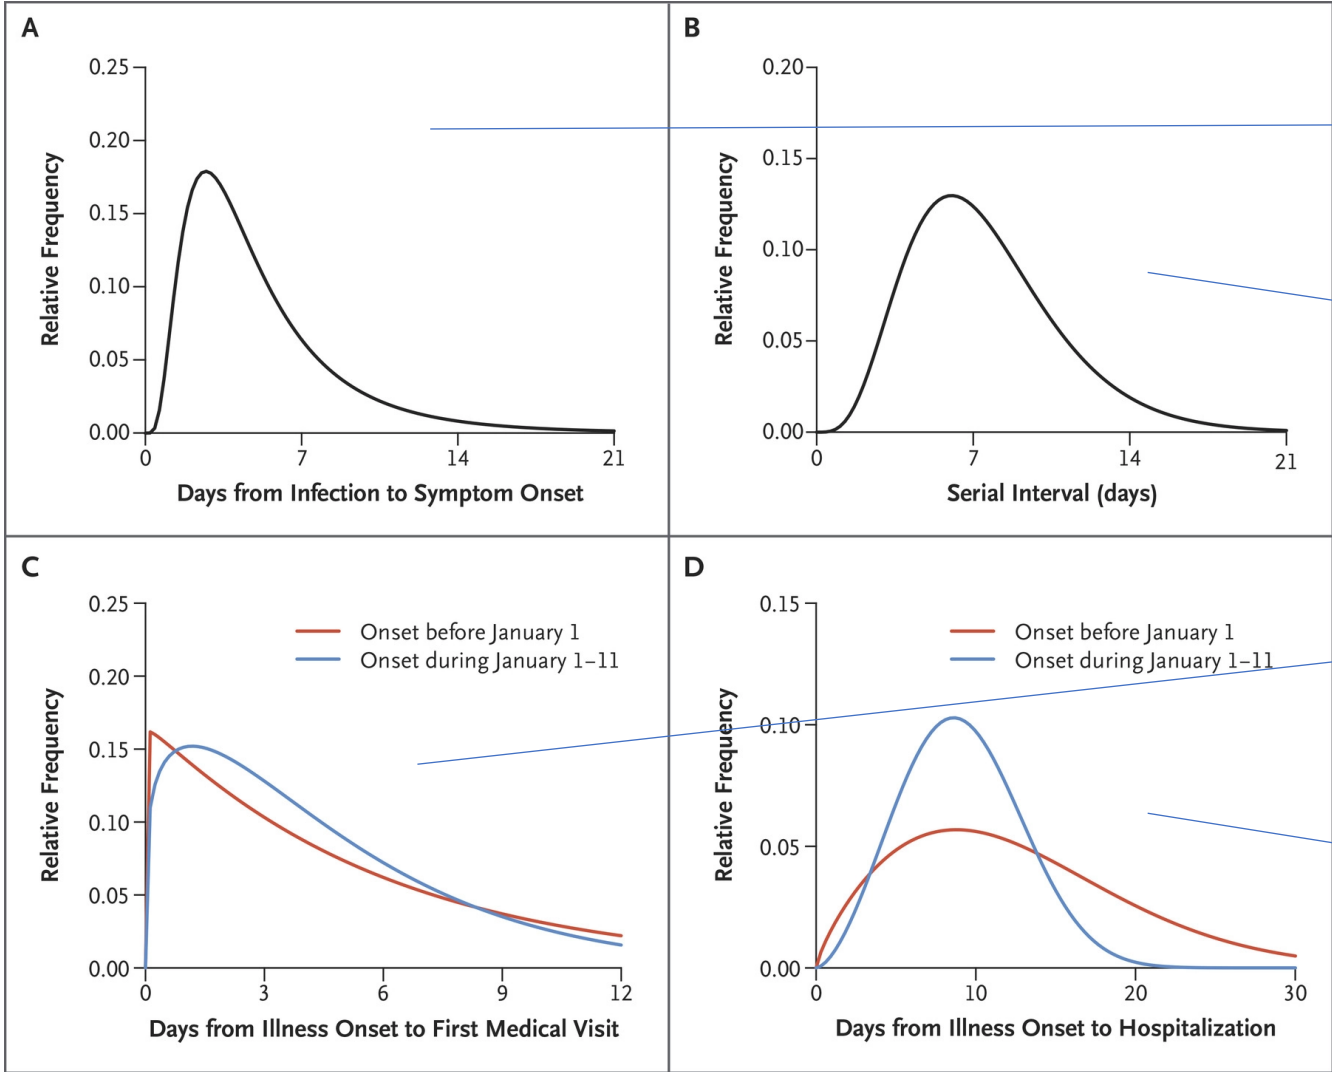 A
0.25
0.20
0.15
0.10
0.05
0.00
Relative Frequency
0 7 14 21
Days from Infection to Symptom Onset
B
0.20
0.15
0.10
0.05
0.00
Relative Frequency
0 7 14 21
Serial Interval (days)
C
0.25
0.20
0.15
0.10
0.05
0.00
Relative Frequency
Onset before January 1
Onset during January 1–11
0 3 6 9 12
Days from Illness Onset to First Medical Visit
D
0.15
0.10
0.05
0.00
Relative Frequency
Onset before January 1
Onset during January 1–11
0 10 20 30
Days from Illness Onset to Hospitalization